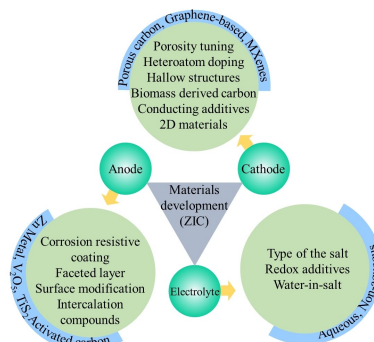 Porous carbon, Graphene-based, MXenes
Porosity tuning
Heteroatom doping
Hallow structures
Biomass derived carbon
Conducting additives
2D materials
Anode
Cathode
Materials
development
(ZIC)
Electrolyte
Zn Metal, V₂O₅, TiS, Activated carbon
Corrosion resistive
coating
Faceted layer
Surface modification
Intercalation
compounds
Type of the salt
Redox additives
Water-in-salt
Aqueous,